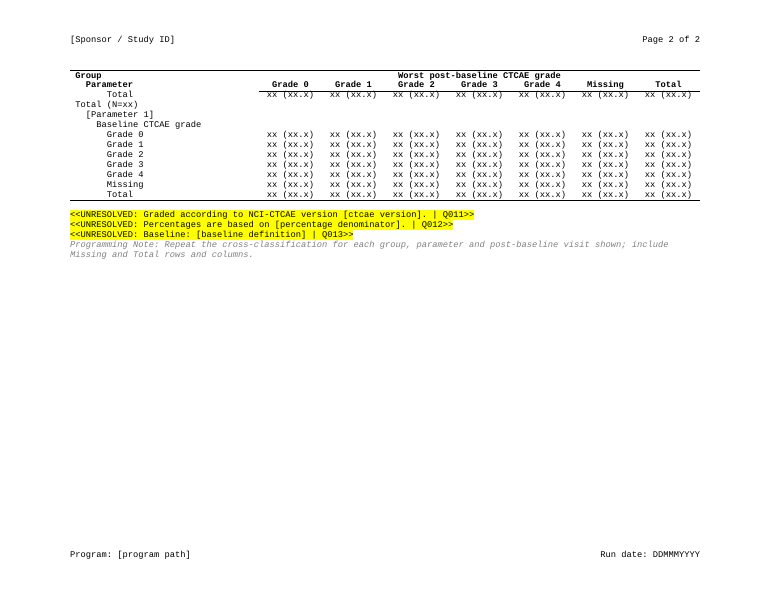 [Sponsor / Study ID] Page 2 of 2
Group Worst post-baseline CTCAE grade
Parameter Grade 0 Grade 1 Grade 2 Grade 3 Grade 4 Missing Total
Total xx (xx.x) xx (xx.x) xx (xx.x) xx (xx.x) xx (xx.x) xx (xx.x) xx (xx.x)
Total (N=xx)
[Parameter 1]
Baseline CTCAE grade
Grade 0 xx (xx.x) xx (xx.x) xx (xx.x) xx (xx.x) xx (xx.x) xx (xx.x) xx (xx.x)
Grade 1 xx (xx.x) xx (xx.x) xx (xx.x) xx (xx.x) xx (xx.x) xx (xx.x) xx (xx.x)
Grade 2 xx (xx.x) xx (xx.x) xx (xx.x) xx (xx.x) xx (xx.x) xx (xx.x) xx (xx.x)
Grade 3 xx (xx.x) xx (xx.x) xx (xx.x) xx (xx.x) xx (xx.x) xx (xx.x) xx (xx.x)
Grade 4 xx (xx.x) xx (xx.x) xx (xx.x) xx (xx.x) xx (xx.x) xx (xx.x) xx (xx.x)
Missing xx (xx.x) xx (xx.x) xx (xx.x) xx (xx.x) xx (xx.x) xx (xx.x) xx (xx.x)
Total xx (xx.x) xx (xx.x) xx (xx.x) xx (xx.x) xx (xx.x) xx (xx.x) xx (xx.x)
<<UNRESOLVED: Graded according to NCI-CTCAE version [ctcae version]. | Q011>>
<<UNRESOLVED: Percentages are based on [percentage denominator]. | Q012>>
<<UNRESOLVED: Baseline: [baseline definition] | Q013>>
Programming Note: Repeat the cross-classification for each group, parameter and post-baseline visit shown; include
Missing and Total rows and columns.
Program: [program path] Run date: DDMMMYYYY